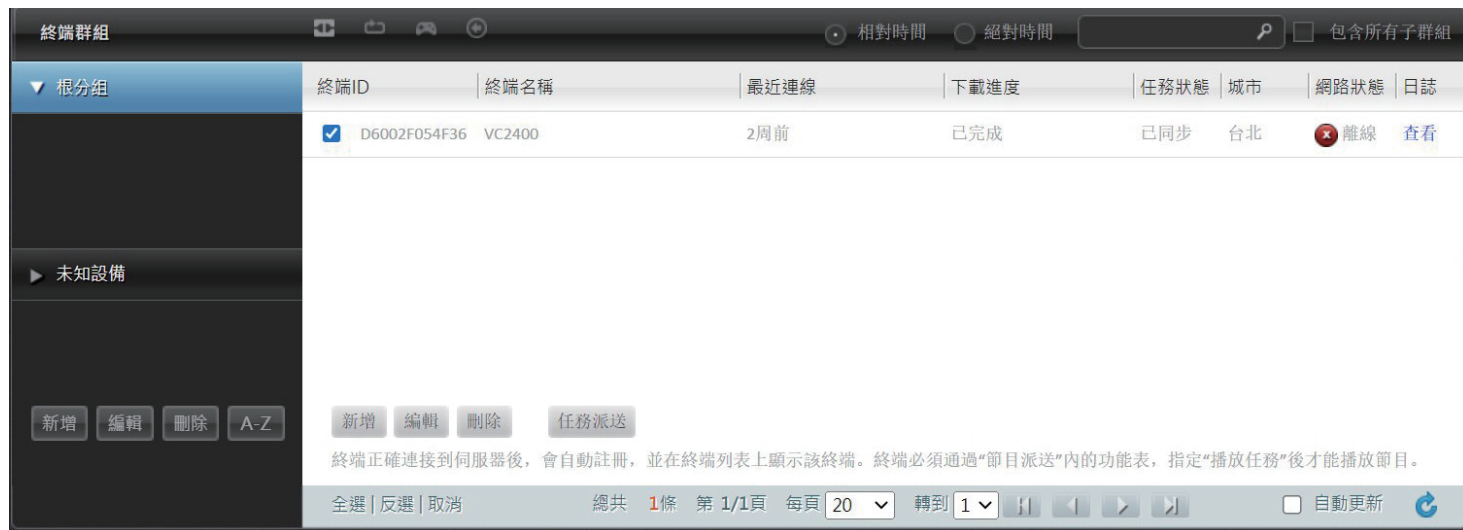 終端群組
相對時間 絕對時間 包含所有子群組
根分組
終端ID 終端名稱 最近連線 下載進度 任務狀態 城市 網路狀態 日誌
D6002F054F36 VC2400 2周前 已完成 已同步 台北 離線 查看
未知設備
新增 編輯 刪除 A-Z
新增 編輯 刪除 任務派送
終端正確連接到伺服器後，會自動註冊，並在終端列表上顯示該終端。終端必須通過“節目派送”內的功能表，指定“播放任務”後才能播放節目。
全選 | 反選 | 取消 總共 1條 第 1/1頁 每頁 20 轉到 1 自動更新